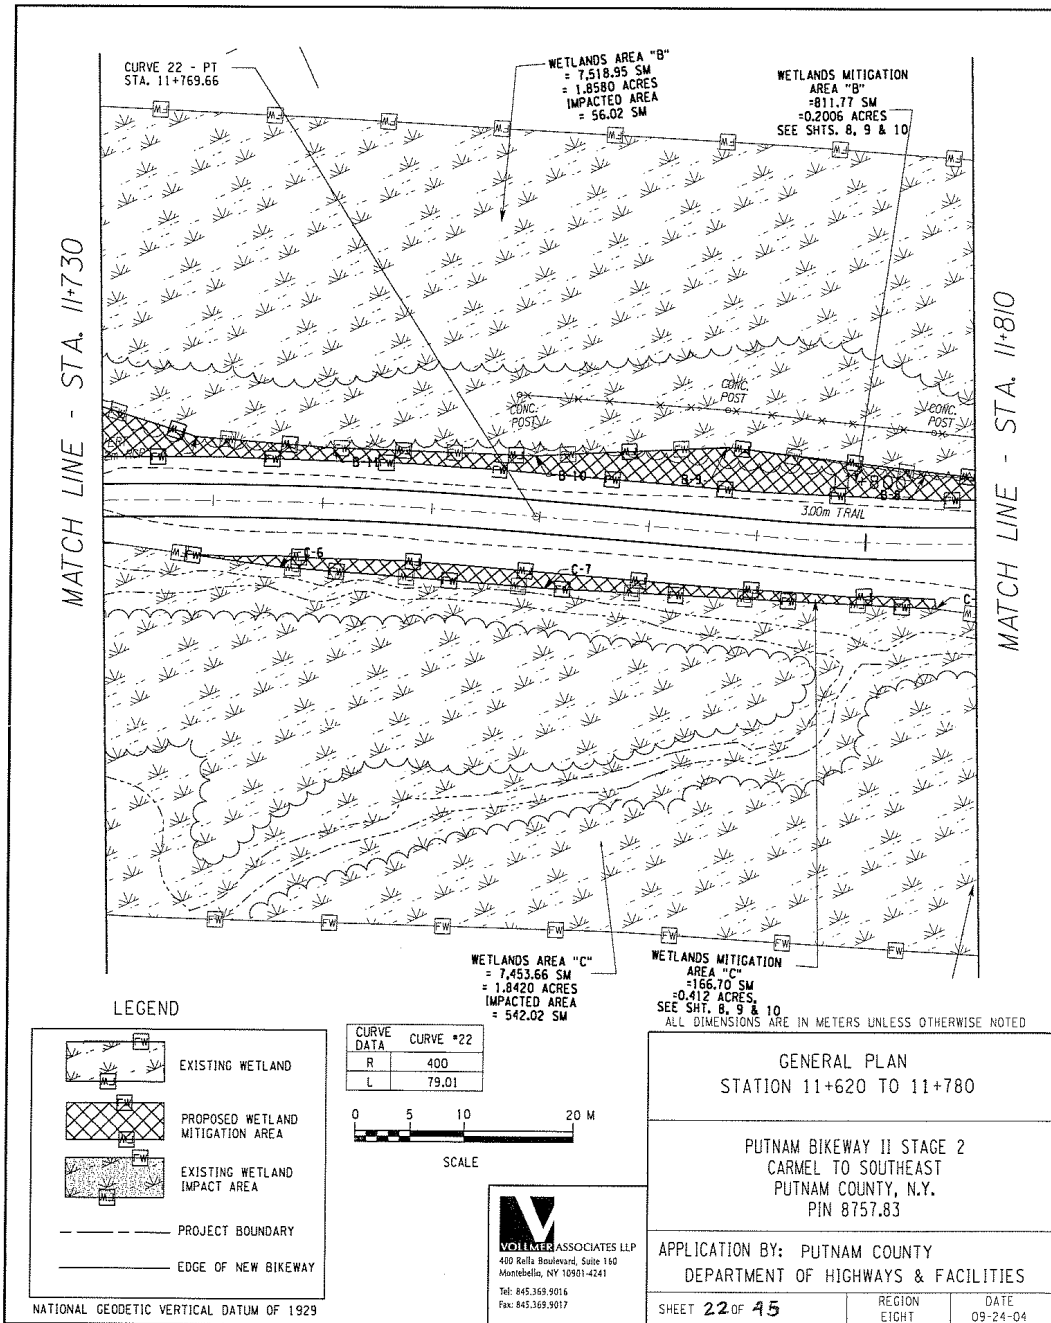 CURVE 22 - PT
STA. 11+769.66
WETLANDS AREA "B"
= 7,518.95 SM
= 1.8580 ACRES
IMPACTED AREA
= 56.02 SM
WETLANDS MITIGATION
AREA "B"
=811.77 SM
=0.2006 ACRES
SEE SHTS. 8, 9 & 10
MATCH LINE - STA. 11+730
MATCH LINE - STA. 11+810
CONC.
POST
CONC.
POST
CONC.
POST
B-11
B-10
B-9
B-8
3.00m TRAIL
C-6
C-7
C-
WETLANDS AREA "C"
= 7,453.66 SM
= 1.8420 ACRES
IMPACTED AREA
= 542.02 SM
WETLANDS MITIGATION
AREA "C"
=166.70 SM
=0.412 ACRES,
SEE SHT. 8, 9 & 10
ALL DIMENSIONS ARE IN METERS UNLESS OTHERWISE NOTED
LEGEND
FW
EXISTING WETLAND
FW
FW
PROPOSED WETLAND
MITIGATION AREA
FW
FW
EXISTING WETLAND
IMPACT AREA
FW
PROJECT BOUNDARY
EDGE OF NEW BIKEWAY
NATIONAL GEODETIC VERTICAL DATUM OF 1929
CURVE DATA CURVE #22
R 400
L 79.01
0 5 10 20 M
SCALE
VOLLMER ASSOCIATES LLP
400 Rella Boulevard, Suite 160
Montebello, NY 10901-4241
Tel: 845.369.9016
Fax: 845.369.9017
GENERAL PLAN
STATION 11+620 TO 11+780
PUTNAM BIKEWAY II STAGE 2
CARMEL TO SOUTHEAST
PUTNAM COUNTY, N.Y.
PIN 8757.83
APPLICATION BY: PUTNAM COUNTY
DEPARTMENT OF HIGHWAYS & FACILITIES
SHEET 22 OF 45
REGION
EIGHT
DATE
09-24-04